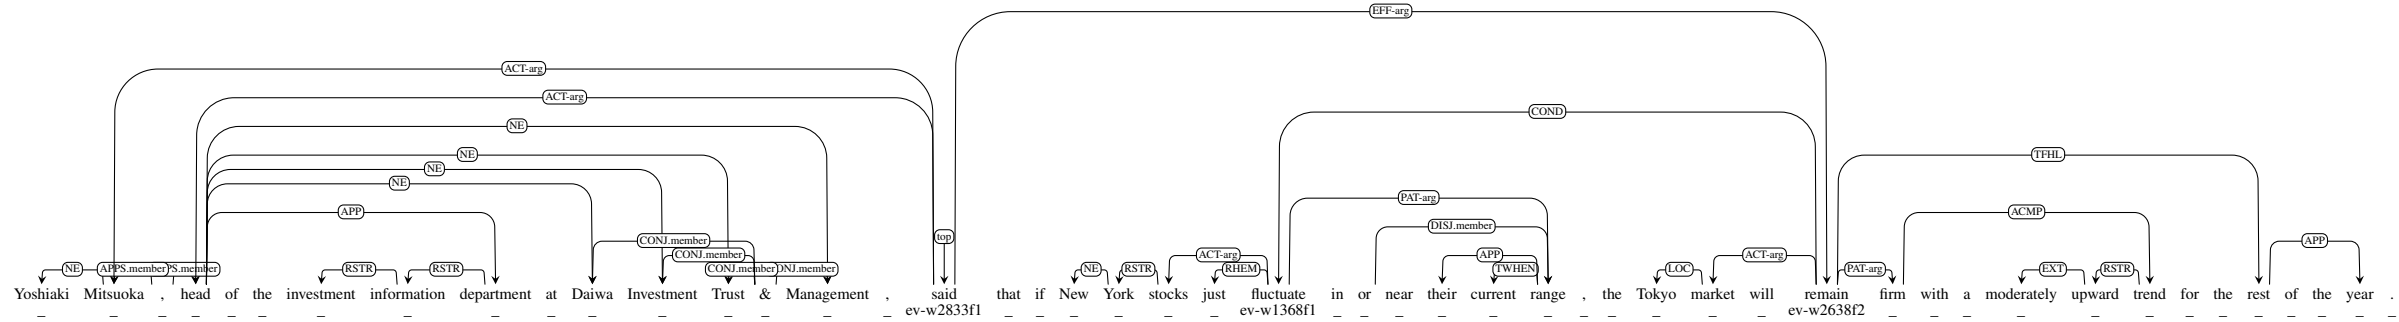 EFF-arg
ACT-arg
ACT-arg
COND
NE
NE
TFHL
NE
NE
PAT-arg
APP
ACMP
DISJ.member
top
CONJ.member
APP
CONJ.member
ACT-arg
APP
ACT-arg
NE APPS.member RSTR RSTR CONJ.member NE RSTR RHEM TWHEN LOC PAT-arg EXT RSTR
Yoshiaki Mitsuoka , head of the investment information department at Daiwa Investment Trust & Management , said that if New York stocks just fluctuate in or near their current range , the Tokyo market will remain firm with a moderately upward trend for the rest of the year .
ev-w2833f1 ev-w1368f1 ev-w2638f2